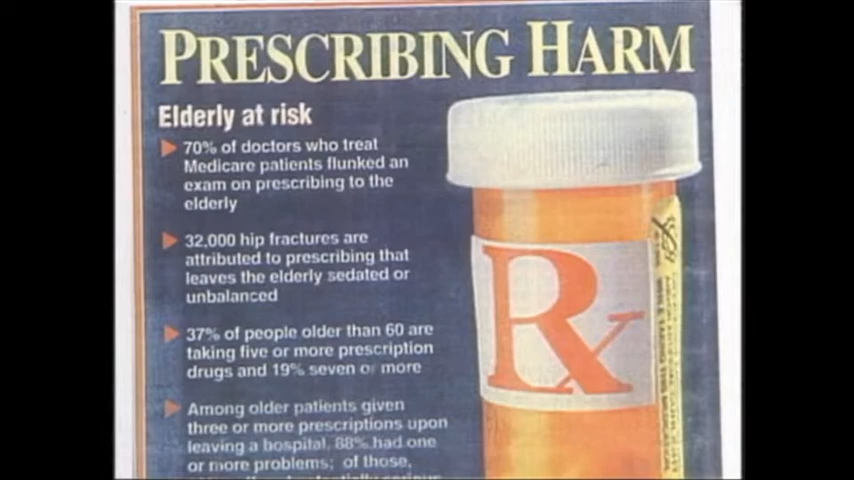 PRESCRIBING HARM
Elderly at risk
70% of doctors who treat
Medicare patients flunked an
exam on prescribing to the
elderly
32,000 hip fractures are
attributed to prescribing that
leaves the elderly sedated or
unbalanced
37% of people older than 60 are
taking five or more prescription
drugs and 19% seven or more
Among older patients given
three or more prescriptions upon
leaving a hospital, 88% had one
or more problems; of those,
Rx